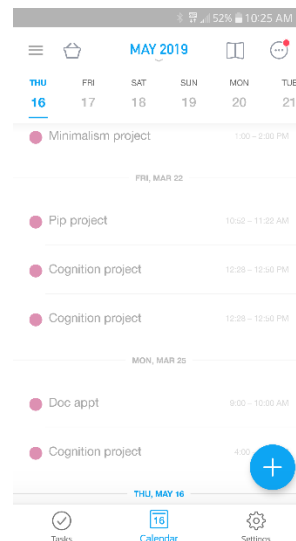 52% 10:25 AM
MAY 2019
THU FRI SAT SUN MON TUE
16 17 18 19 20 21
Minimalism project 1:00 – 2:00 PM
FRI, MAR 22
Pip project 10:52 – 11:22 AM
Cognition project 12:28 – 12:50 PM
Cognition project 12:28 – 12:50 PM
MON, MAR 25
Doc appt 9:00 – 10:00 AM
Cognition project 4:00
THU, MAY 16
16
Tasks Calendar Settings